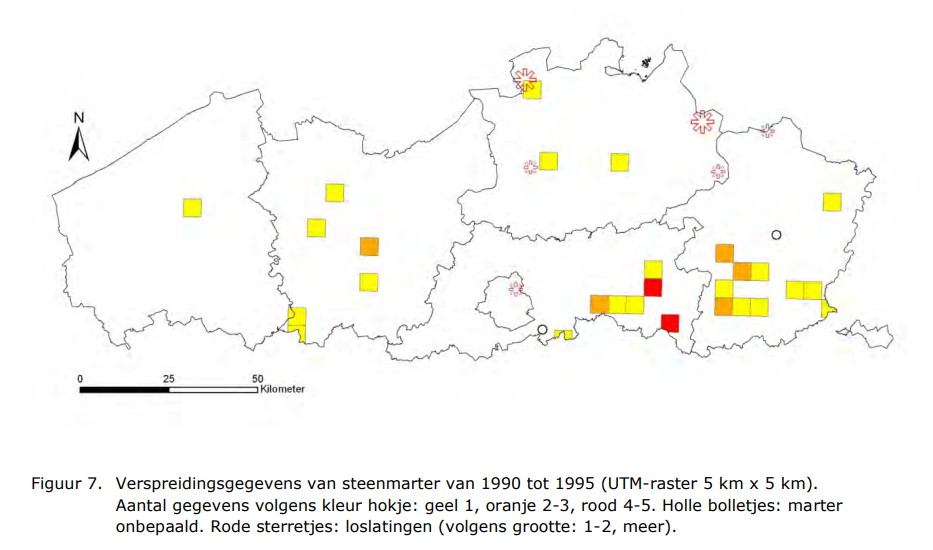 N
0 25 50
Kilometer
Figuur 7. Verspreidingsgegevens van steenmarter van 1990 tot 1995 (UTM-raster 5 km x 5 km).
Aantal gegevens volgens kleur hokje: geel 1, oranje 2-3, rood 4-5. Holle bolletjes: marter
onbepaald. Rode sterretjes: loslatingen (volgens grootte: 1-2, meer).